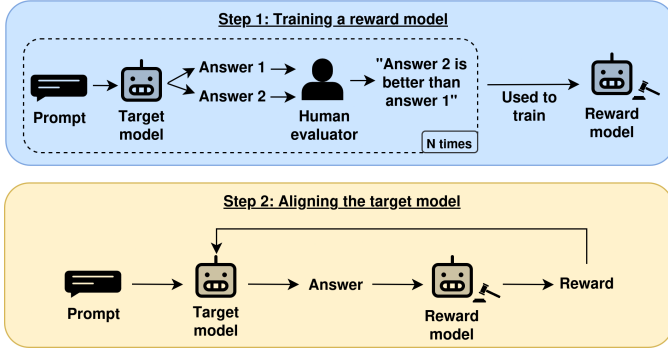 Step 1: Training a reward model
Prompt
Target
model
Answer 1
Answer 2
Human
evaluator
"Answer 2 is
better than
answer 1"
N times
Used to
train
Reward
model
Step 2: Aligning the target model
Prompt
Target
model
Answer
Reward
model
Reward